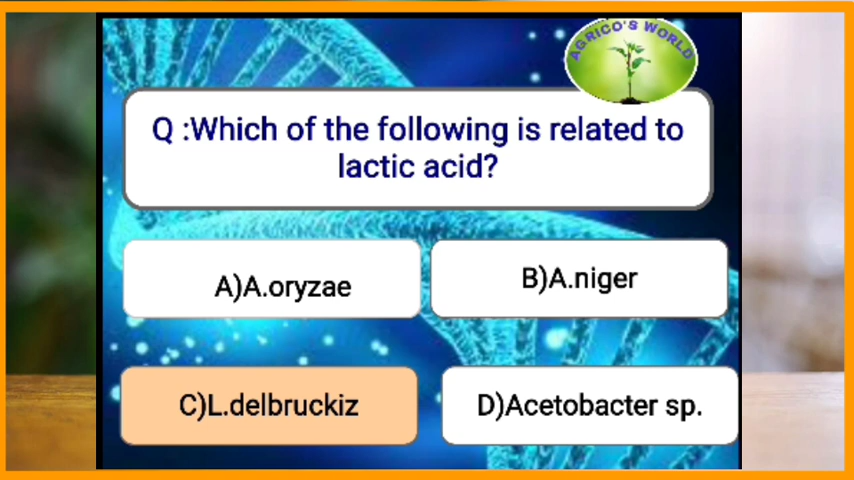 AGRICO'S WORLD
Q :Which of the following is related to
lactic acid?
A)A.oryzae
B)A.niger
C)L.delbruckiz
D)Acetobacter sp.